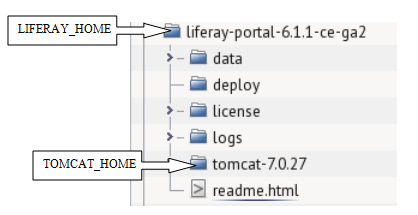 LIFERAY_HOME
liferay-portal-6.1.1-ce-ga2
data
deploy
license
logs
TOMCAT_HOME
tomcat-7.0.27
readme.html